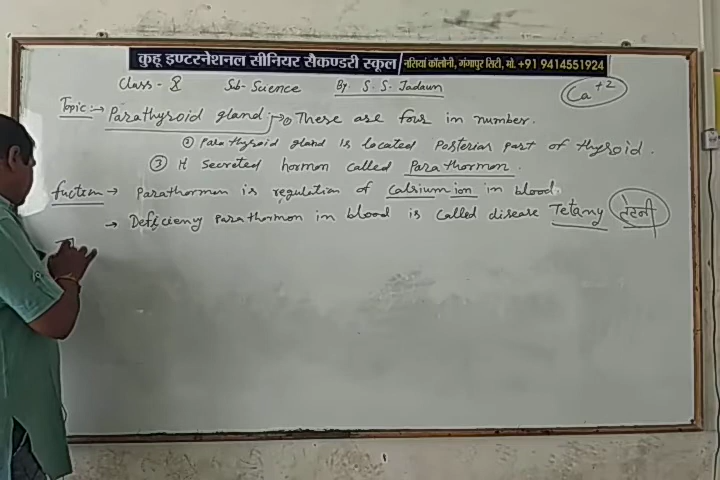 कुहू इण्टरनेशनल सीनियर सैकण्डरी स्कूल नसियां कॉलोनी, गंगापुर सिटी, मो. +91 9414551924
Class - 8 Sub- Science By. S. S. Jadaun Ca+2
Topic:→ Parathyroid gland → ① These are four in number.
② Para thyroid gland is located Posterior part of thyroid.
③ It secreted hormon called Parathormon.
fuction → Parathormon is regulation of Calsium ion in blood.
→ Deficieny Parathormon in blood is called disease Tetany टेटनी